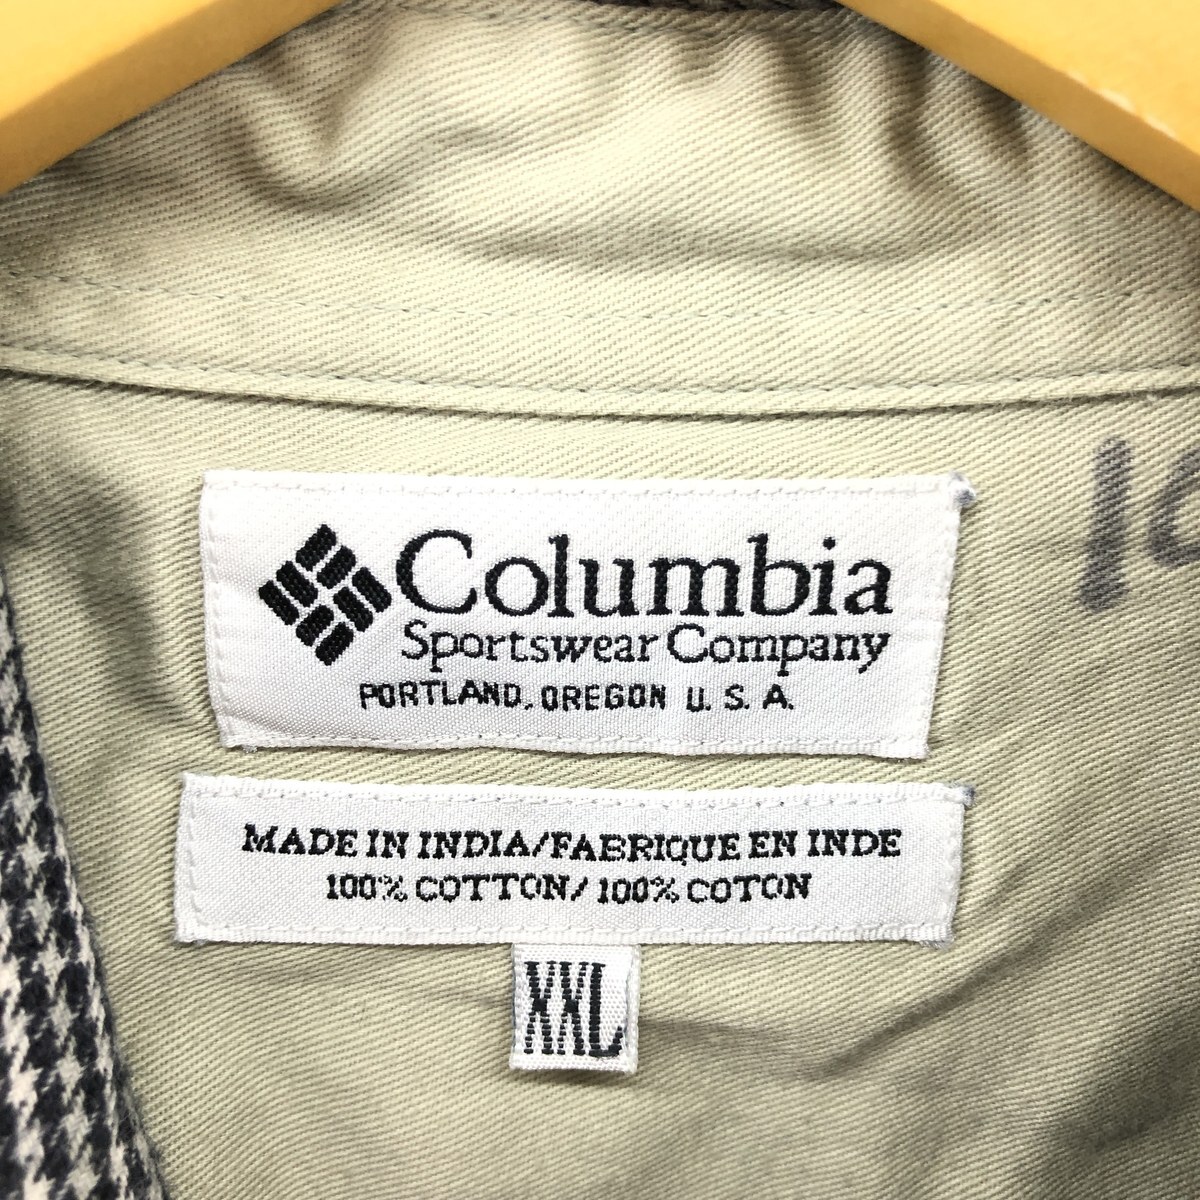 Columbia
Sportswear Company
PORTLAND, OREGON U.S.A.
MADE IN INDIA/FABRIQUE EN INDE
100% COTTON/100% COTON
XXL